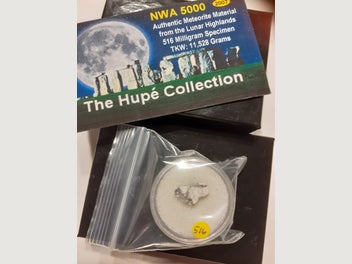 NWA 5000
2007
Authentic Meteorite Material
from the Lunar Highlands
516 Milligram Specimen
TKW: 11,528 Grams
The Hupé Collection
516